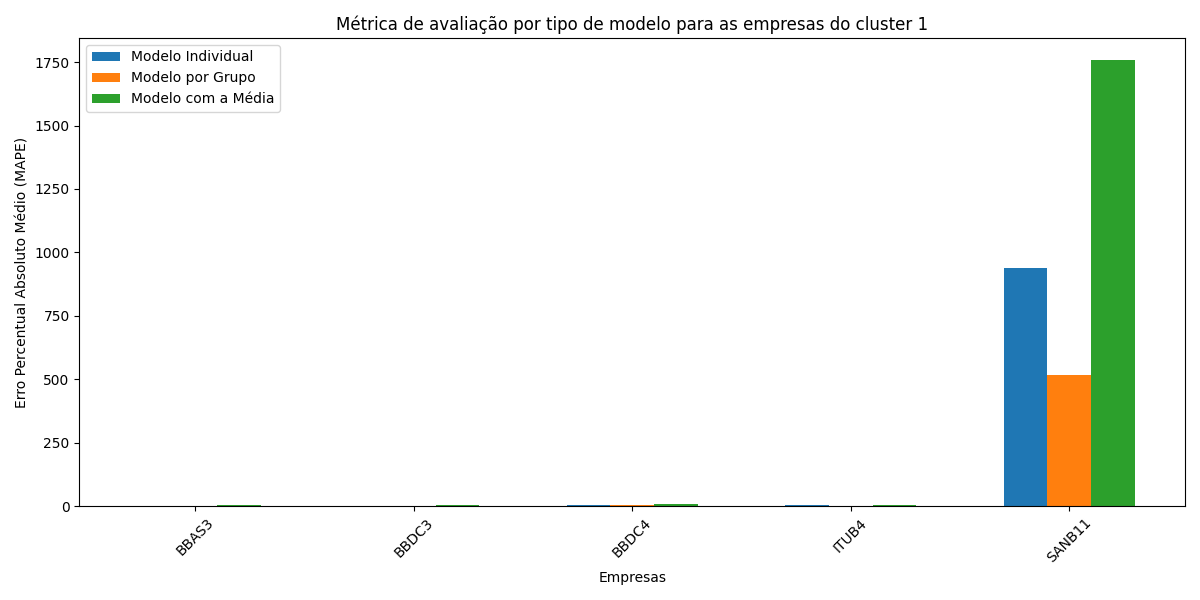 Métrica de avaliação por tipo de modelo para as empresas do cluster 1
Modelo Individual
Modelo por Grupo
Modelo com a Média
Erro Percentual Absoluto Médio (MAPE)
1750
1500
1250
1000
750
500
250
0
BBAS3
BBDC3
BBDC4
ITUB4
SANB11
Empresas